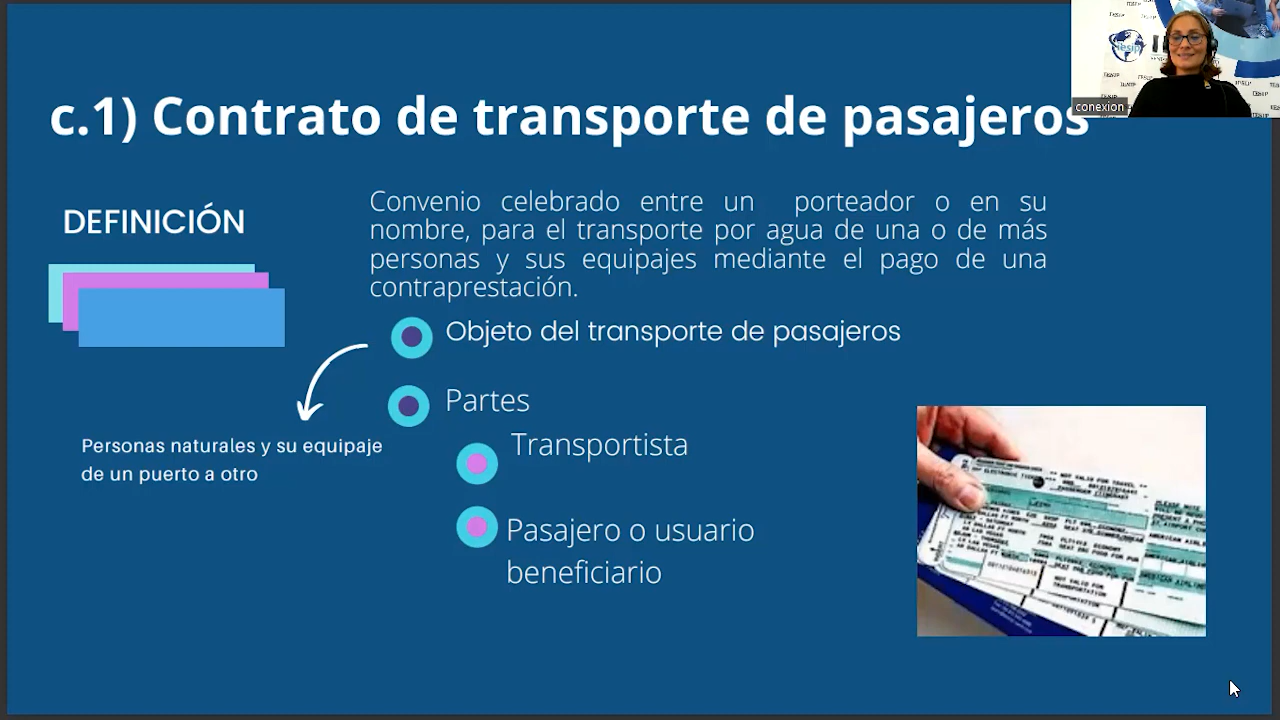 c.1) Contrato de transporte de pasajeros
conexion
DEFINICIÓN
Convenio celebrado entre un porteador o en su
nombre, para el transporte por agua de una o de más
personas y sus equipajes mediante el pago de una
contraprestación.
Objeto del transporte de pasajeros
Personas naturales y su equipaje
de un puerto a otro
Partes
Transportista
Pasajero o usuario
beneficiario